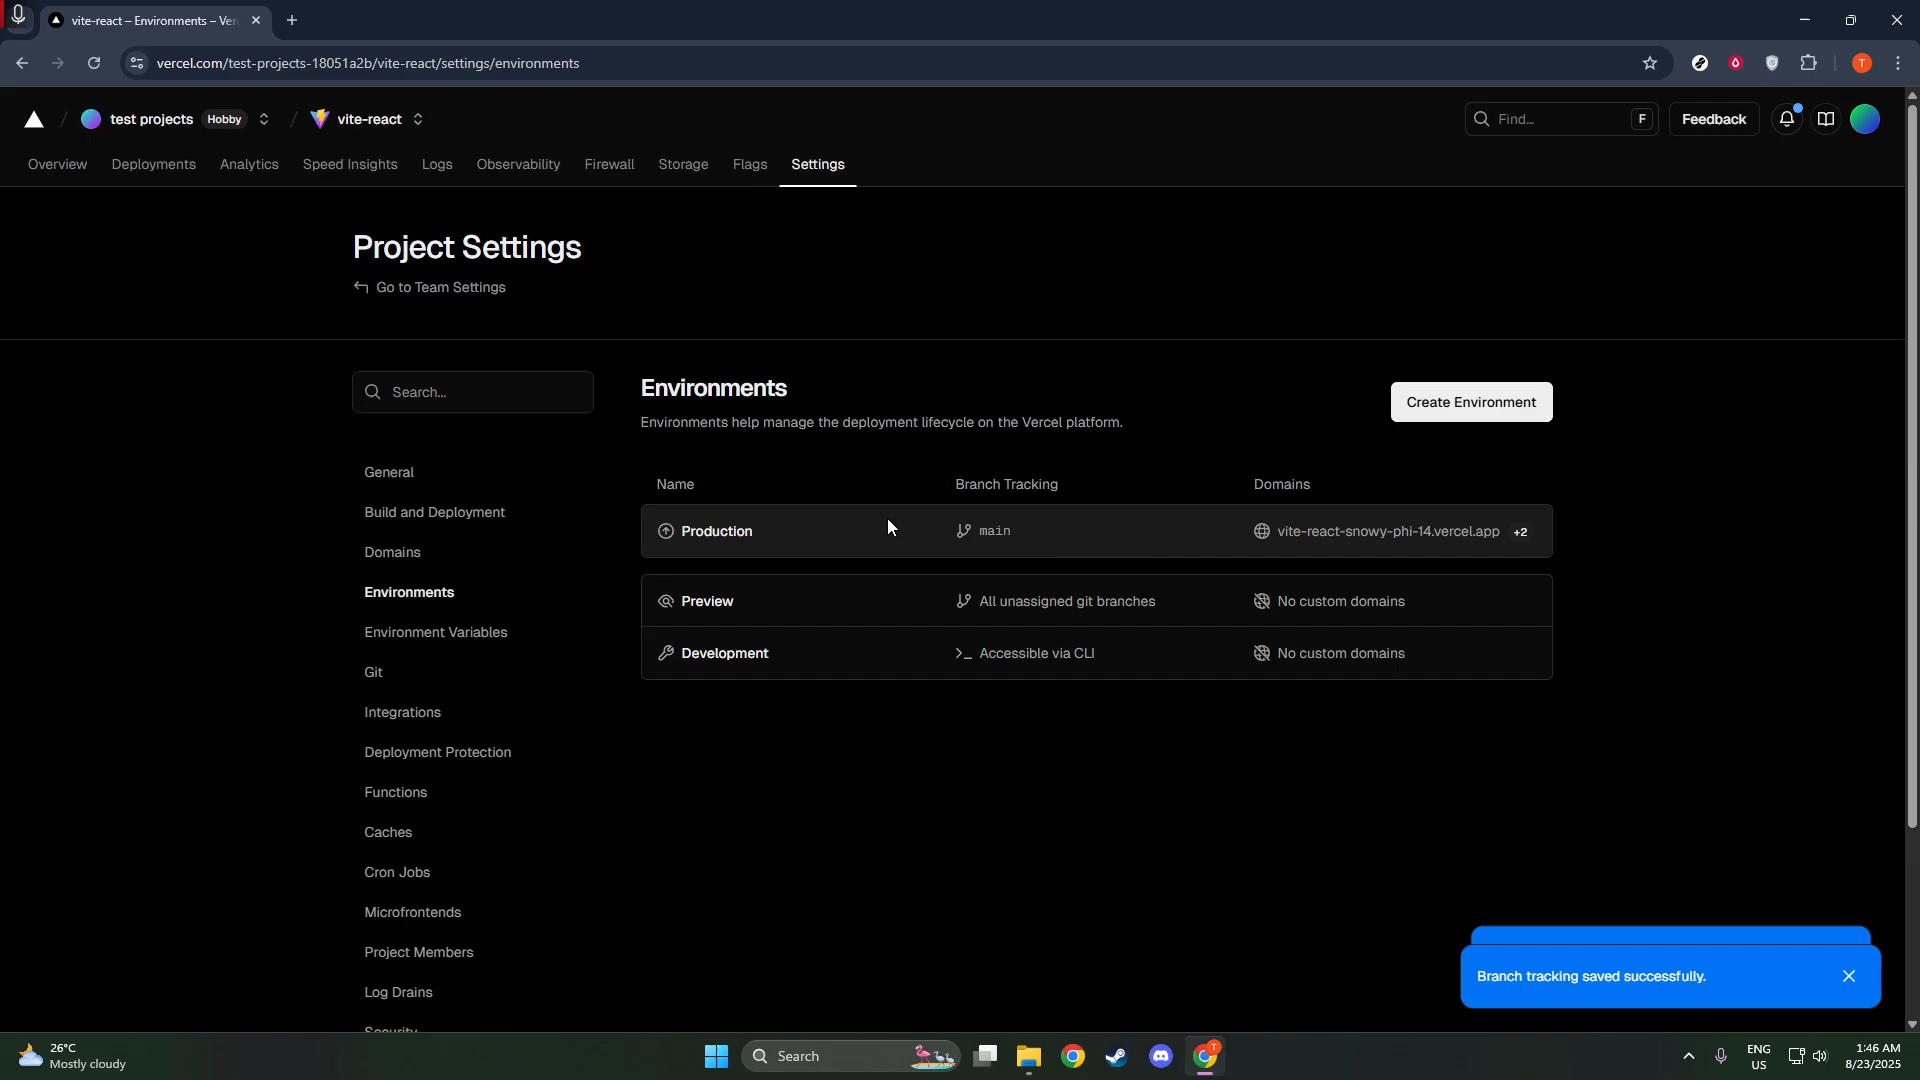 vite-react – Environments – Ver
vercel.com/test-projects-18051a2b/vite-react/settings/environments
T
test projects Hobby
vite-react
Find...
F
Feedback
Overview
Deployments
Analytics
Speed Insights
Logs
Observability
Firewall
Storage
Flags
Settings
Project Settings
Go to Team Settings
Search...
General
Build and Deployment
Domains
Environments
Environment Variables
Git
Integrations
Deployment Protection
Functions
Caches
Cron Jobs
Microfrontends
Project Members
Log Drains
Security
Environments
Environments help manage the deployment lifecycle on the Vercel platform.
Create Environment
Name Branch Tracking Domains
Production main vite-react-snowy-phi-14.vercel.app +2
Preview All unassigned git branches No custom domains
Development >_ Accessible via CLI No custom domains
Branch tracking saved successfully.
26°C
Mostly cloudy
Search
T
ENG
US
1:46 AM
8/23/2025